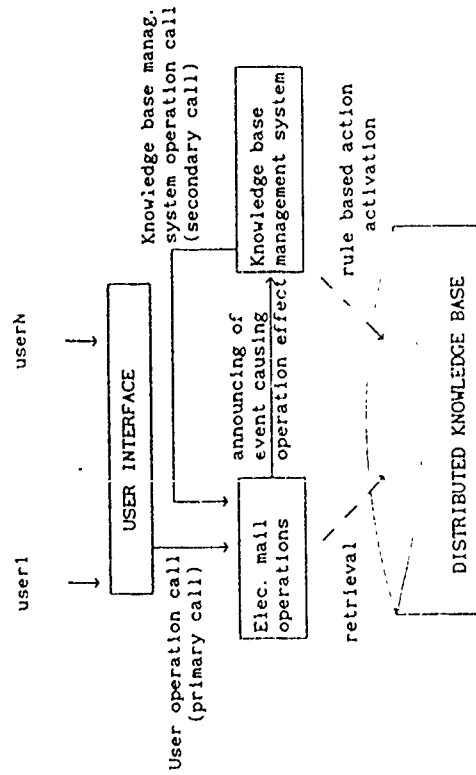 user1
userN
USER INTERFACE
User operation call
(primary call)
Knowledge base manag.
system operation call
(secondary call)
Elec. mail
operations
announcing of
event causing
operation effect
Knowledge base
management system
retrieval
rule based action
activation
DISTRIBUTED KNOWLEDGE BASE